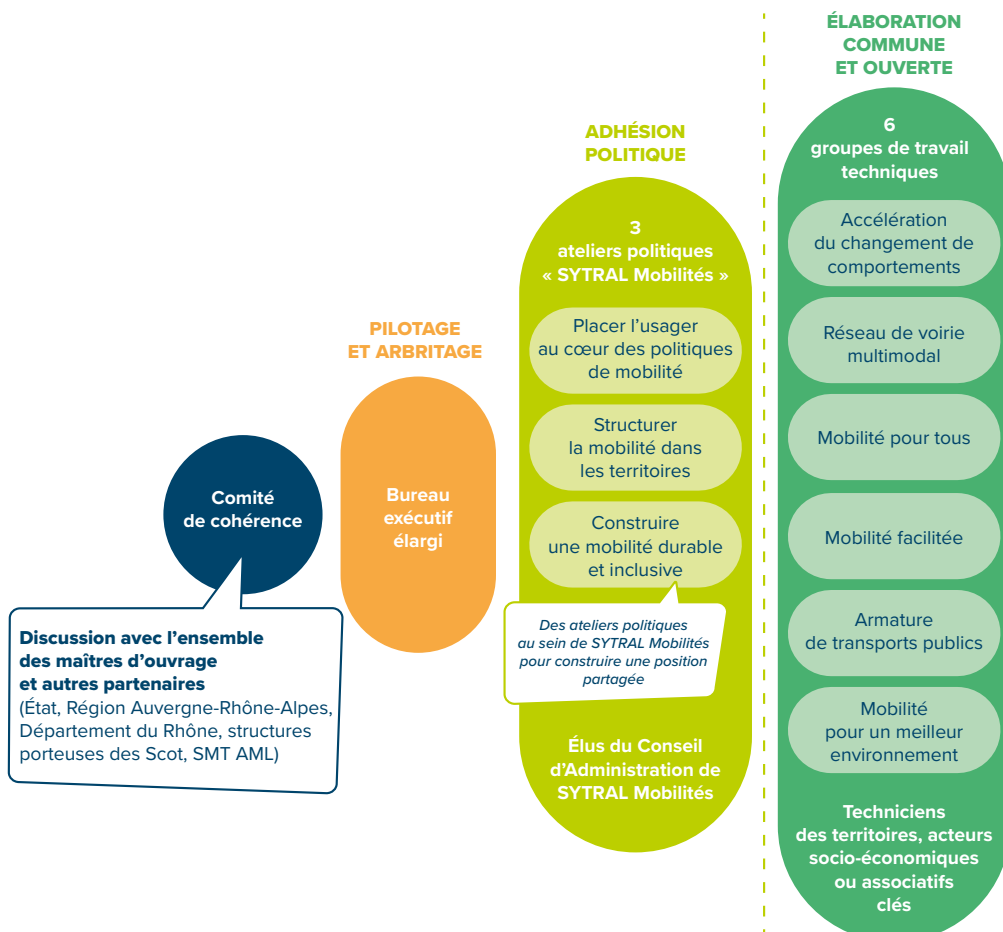 Comité
de cohérence
Discussion avec l'ensemble
des maîtres d'ouvrage
et autres partenaires
(État, Région Auvergne-Rhône-Alpes,
Département du Rhône, structures
porteuses des Scot, SMT AML)
PILOTAGE
ET ARBRITAGE
Bureau
exécutif
élargi
ADHÉSION
POLITIQUE
3
ateliers politiques
« SYTRAL Mobilités »
Placer l'usager
au cœur des politiques
de mobilité
Structurer
la mobilité dans
les territoires
Construire
une mobilité durable
et inclusive
Des ateliers politiques
au sein de SYTRAL Mobilités
pour construire une position
partagée
Élus du Conseil
d'Administration de
SYTRAL Mobilités
ÉLABORATION
COMMUNE
ET OUVERTE
6
groupes de travail
techniques
Accélération
du changement de
comportements
Réseau de voirie
multimodal
Mobilité pour tous
Mobilité facilitée
Armature
de transports publics
Mobilité
pour un meilleur
environnement
Techniciens
des territoires, acteurs
socio-économiques
ou associatifs
clés